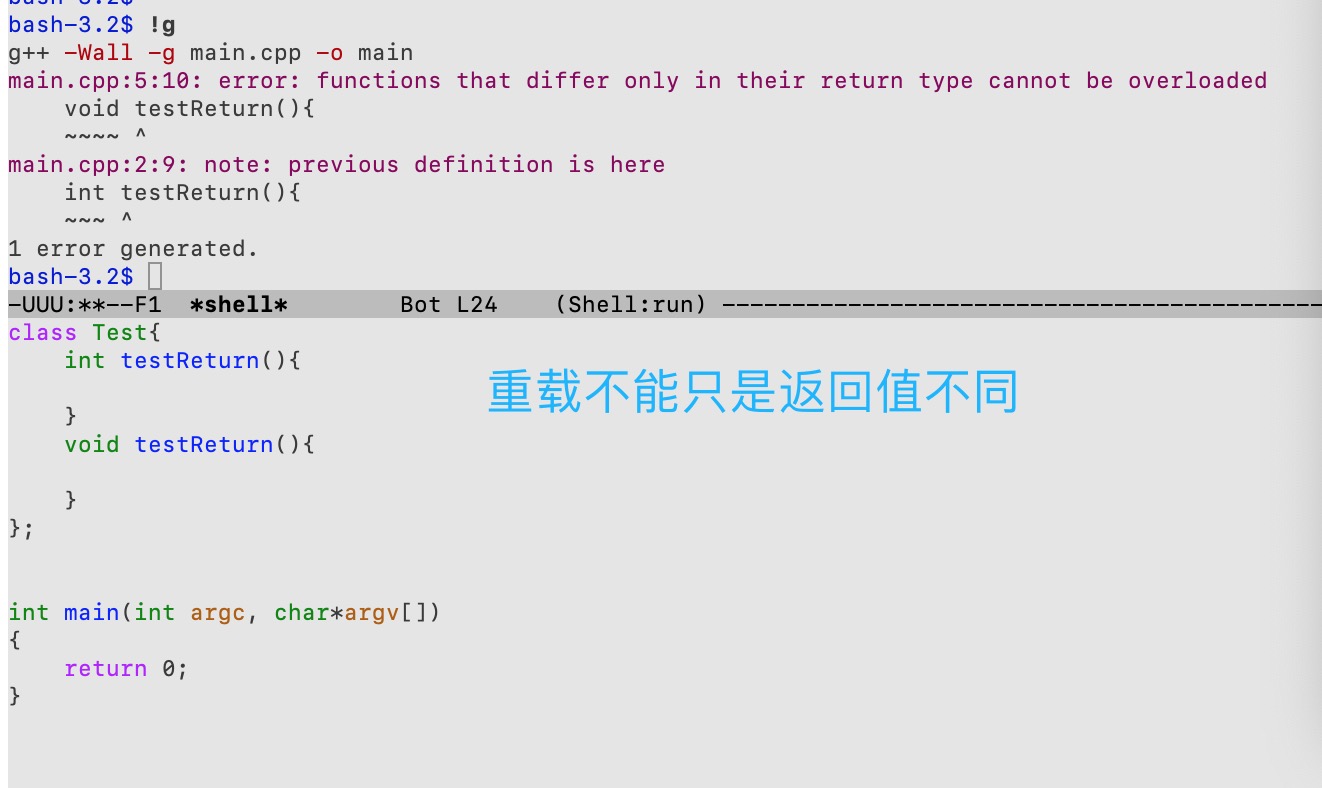 bash-3.2$
bash-3.2$ !g
g++ -Wall -g main.cpp -o main
main.cpp:5:10: error: functions that differ only in their return type cannot be overloaded
    void testReturn(){
    ~~~~ ^
main.cpp:2:9: note: previous definition is here
    int testReturn(){
    ~~~ ^
1 error generated.
bash-3.2$
-UUU:**--F1  *shell*        Bot L24    (Shell:run) -------------------------------------------
class Test{
    int testReturn(){
重载不能只是返回值不同
    }
    void testReturn(){
    }
};
int main(int argc, char*argv[])
{
    return 0;
}